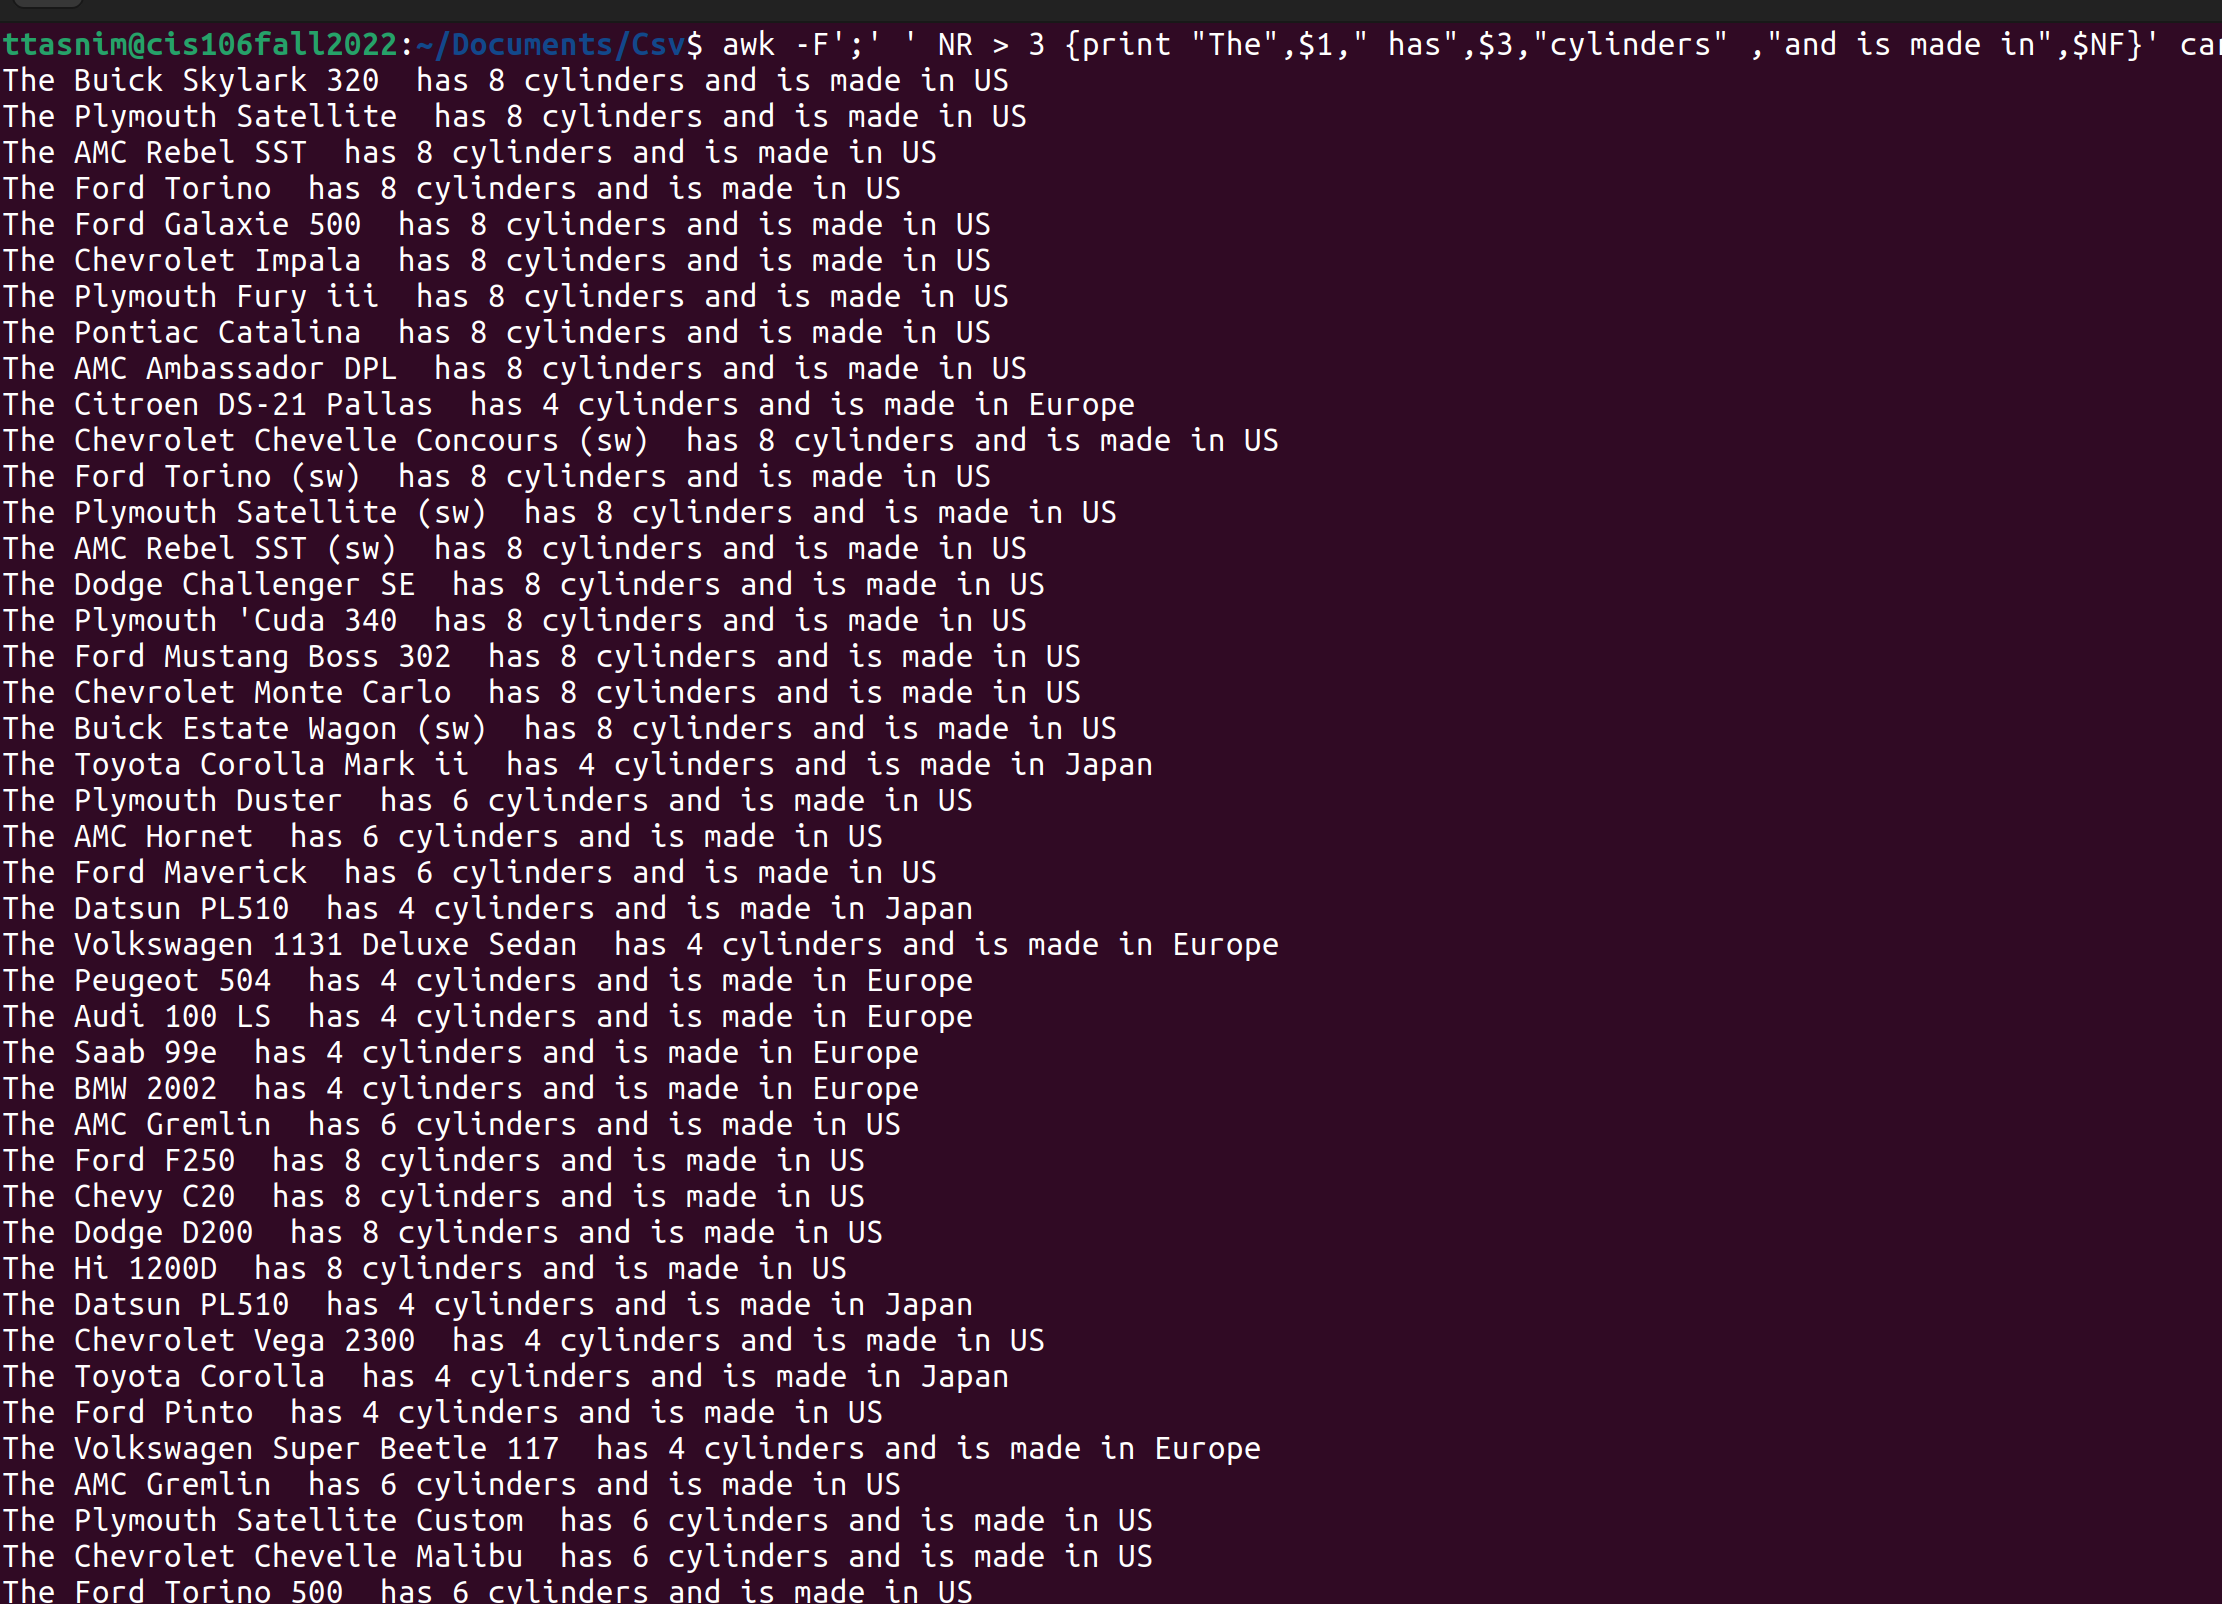 ttasnim@cis106fall2022:~/Documents/Csv$ awk -F';' ' NR > 3 {print "The",$1," has",$3,"cylinders" ,"and is made in",$NF}'
The Buick Skylark 320  has 8 cylinders and is made in US
The Plymouth Satellite  has 8 cylinders and is made in US
The AMC Rebel SST  has 8 cylinders and is made in US
The Ford Torino  has 8 cylinders and is made in US
The Ford Galaxie 500  has 8 cylinders and is made in US
The Chevrolet Impala  has 8 cylinders and is made in US
The Plymouth Fury iii  has 8 cylinders and is made in US
The Pontiac Catalina  has 8 cylinders and is made in US
The AMC Ambassador DPL  has 8 cylinders and is made in US
The Citroen DS-21 Pallas  has 4 cylinders and is made in Europe
The Chevrolet Chevelle Concours (sw)  has 8 cylinders and is made in US
The Ford Torino (sw)  has 8 cylinders and is made in US
The Plymouth Satellite (sw)  has 8 cylinders and is made in US
The AMC Rebel SST (sw)  has 8 cylinders and is made in US
The Dodge Challenger SE  has 8 cylinders and is made in US
The Plymouth 'Cuda 340  has 8 cylinders and is made in US
The Ford Mustang Boss 302  has 8 cylinders and is made in US
The Chevrolet Monte Carlo  has 8 cylinders and is made in US
The Buick Estate Wagon (sw)  has 8 cylinders and is made in US
The Toyota Corolla Mark ii  has 4 cylinders and is made in Japan
The Plymouth Duster  has 6 cylinders and is made in US
The AMC Hornet  has 6 cylinders and is made in US
The Ford Maverick  has 6 cylinders and is made in US
The Datsun PL510  has 4 cylinders and is made in Japan
The Volkswagen 1131 Deluxe Sedan  has 4 cylinders and is made in Europe
The Peugeot 504  has 4 cylinders and is made in Europe
The Audi 100 LS  has 4 cylinders and is made in Europe
The Saab 99e  has 4 cylinders and is made in Europe
The BMW 2002  has 4 cylinders and is made in Europe
The AMC Gremlin  has 6 cylinders and is made in US
The Ford F250  has 8 cylinders and is made in US
The Chevy C20  has 8 cylinders and is made in US
The Dodge D200  has 8 cylinders and is made in US
The Hi 1200D  has 8 cylinders and is made in US
The Datsun PL510  has 4 cylinders and is made in Japan
The Chevrolet Vega 2300  has 4 cylinders and is made in US
The Toyota Corolla  has 4 cylinders and is made in Japan
The Ford Pinto  has 4 cylinders and is made in US
The Volkswagen Super Beetle 117  has 4 cylinders and is made in Europe
The AMC Gremlin  has 6 cylinders and is made in US
The Plymouth Satellite Custom  has 6 cylinders and is made in US
The Chevrolet Chevelle Malibu  has 6 cylinders and is made in US
The Ford Torino 500  has 6 cylinders and is made in US